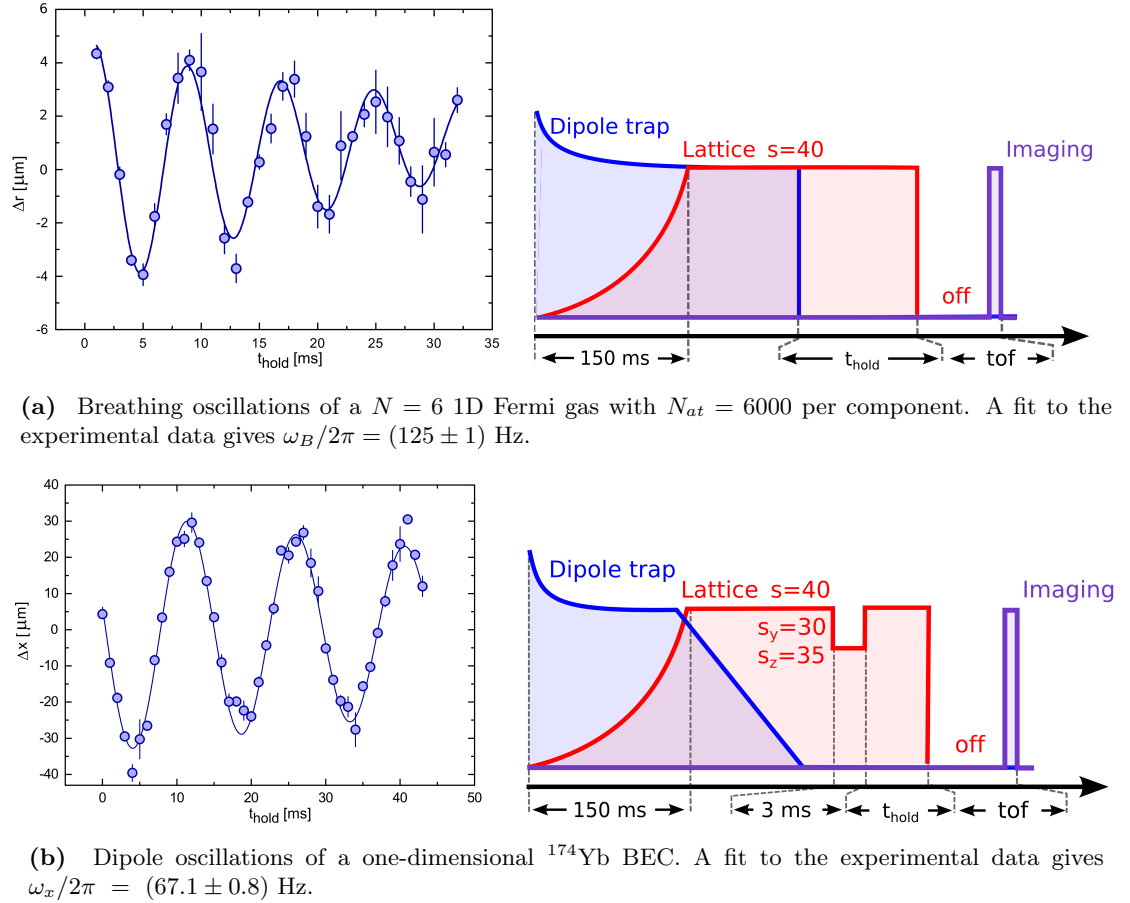 6
4
2
0
-2
-4
-6
Δr [μm]
0 5 10 15 20 25 30 35
t_hold [ms]
Dipole trap
Lattice s=40
Imaging
off
150 ms
t_hold
tof
(a) Breathing oscillations of a N = 6 1D Fermi gas with N_at = 6000 per component. A fit to the
experimental data gives ω_B/2π = (125 ± 1) Hz.
40
30
20
10
0
-10
-20
-30
-40
Δx [μm]
0 10 20 30 40 50
t_hold [ms]
Dipole trap
Lattice s=40
Imaging
s_y=30
s_z=35
off
150 ms
3 ms
t_hold
tof
(b) Dipole oscillations of a one-dimensional ¹⁷⁴Yb BEC. A fit to the experimental data gives
ω_x/2π = (67.1 ± 0.8) Hz.